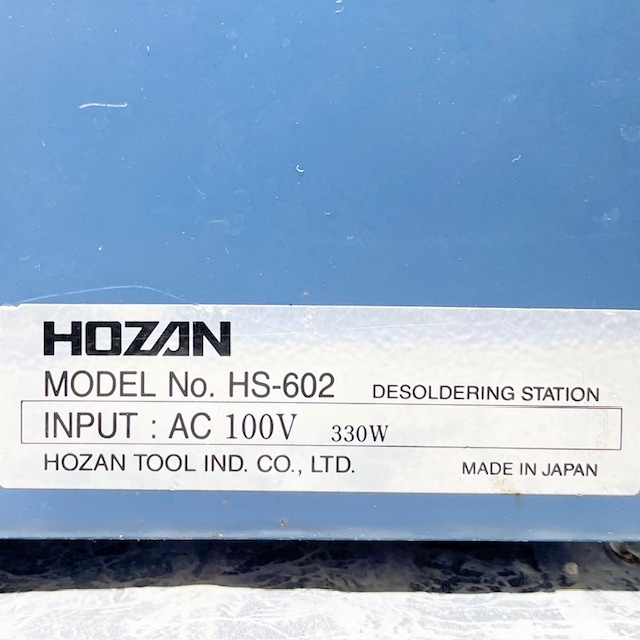 HOZAN
MODEL No. HS-602 DESOLDERING STATION
INPUT : AC 100V 330W
HOZAN TOOL IND. CO., LTD. MADE IN JAPAN